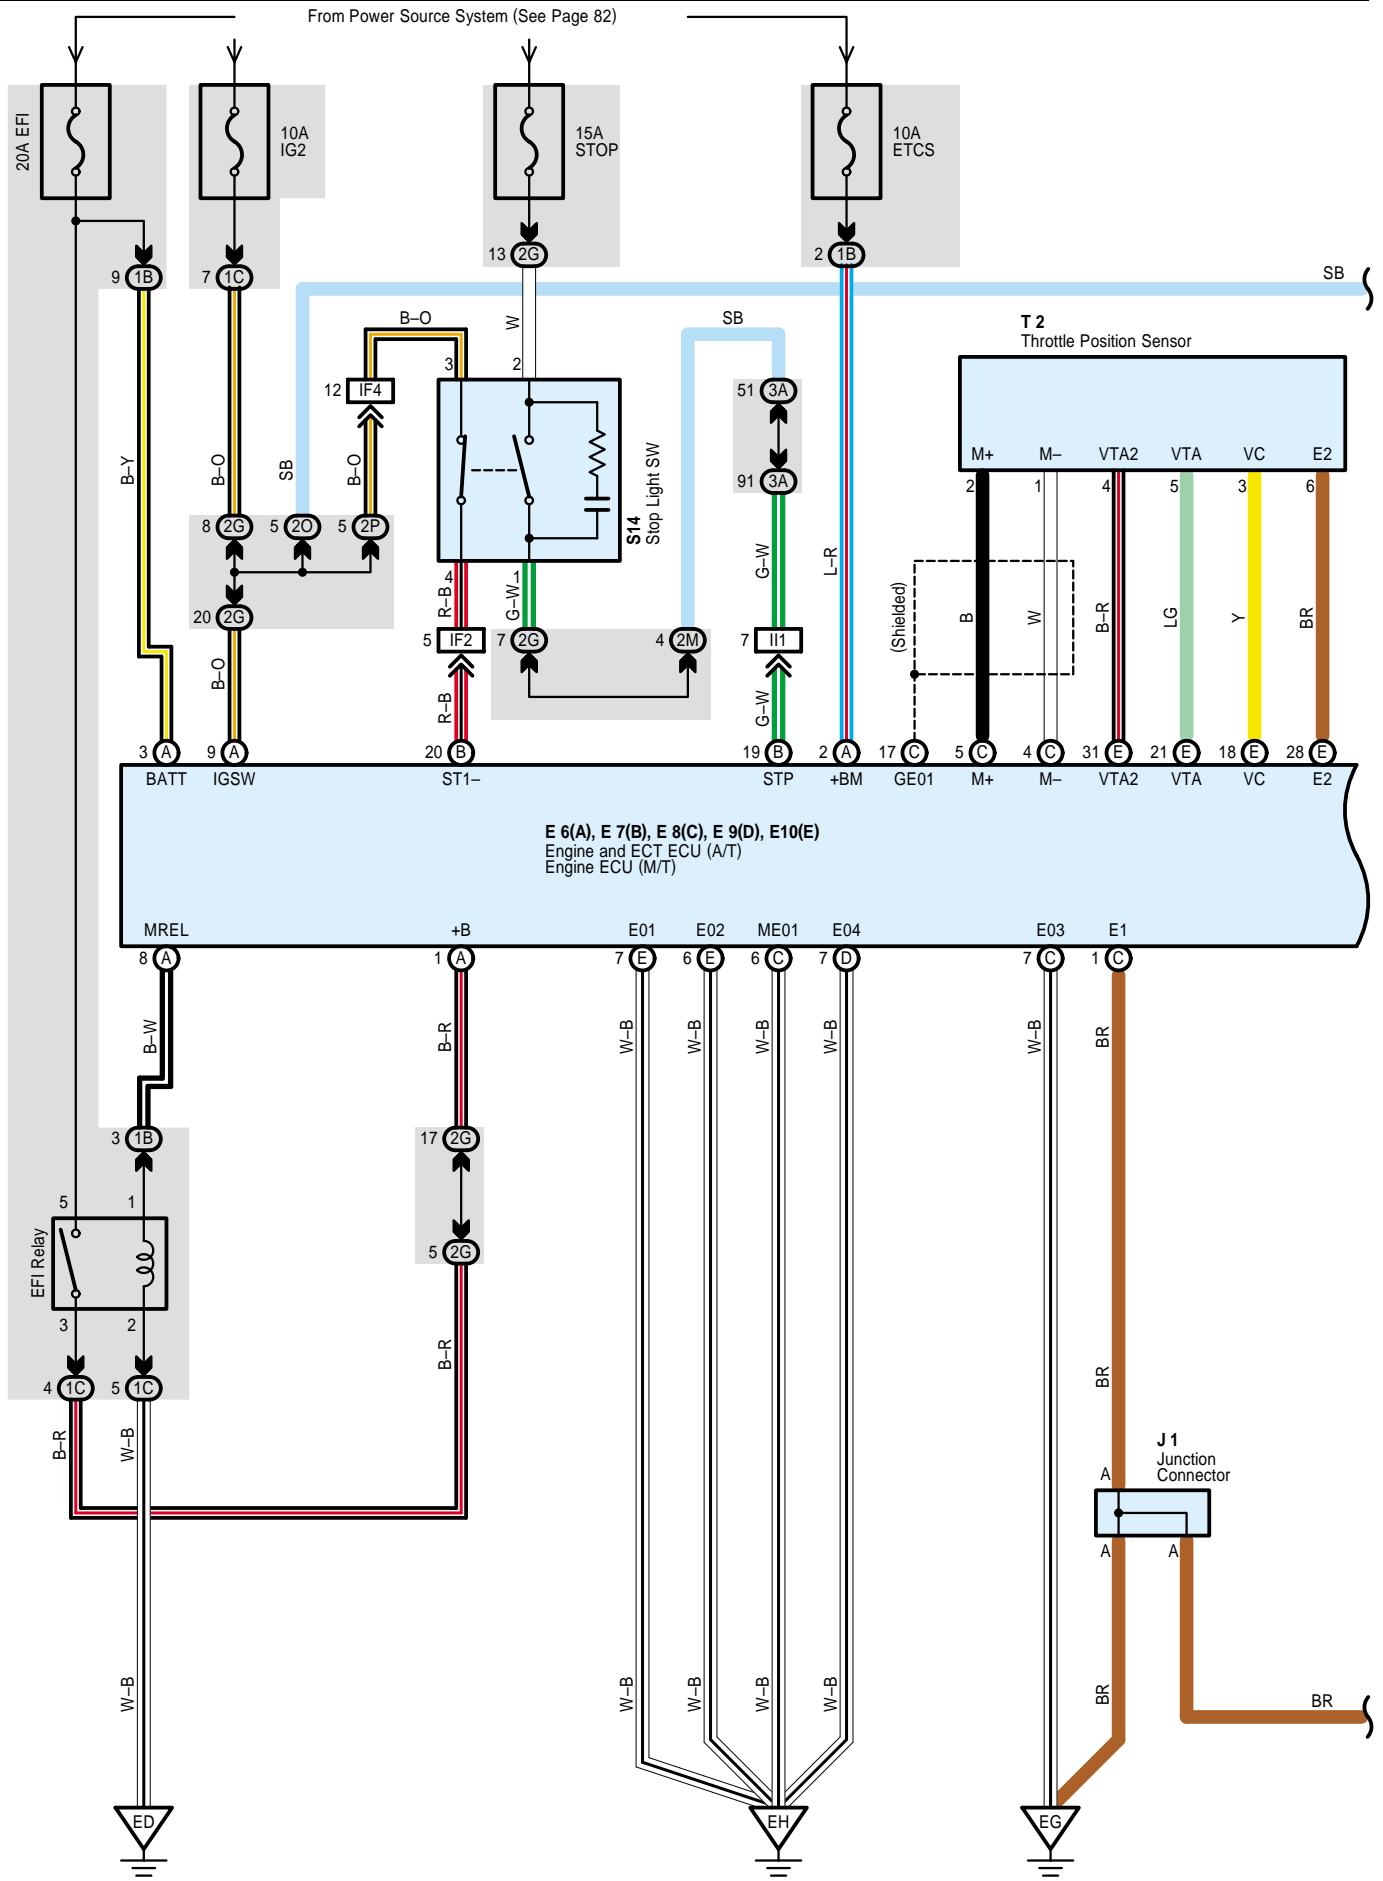 From Power Source System (See Page 82)
20A EFI
10A
IG2
15A
STOP
10A
ETCS
13 2G
2 1B
9 1B
7 1C
SB
B–O
W
SB
T 2
Throttle Position Sensor
3
2
12 IF4
51 3A
M+
M–
VTA2
VTA
VC
E2
B–Y
B–O
SB
B–O
91 3A
2
1
4
5
3
6
S14
Stop Light SW
8 2G
5 2O
5 2P
G–W
L–R
4
1
R–B
G–W
(Shielded)
B
W
B–R
LG
Y
BR
20 2G
5 IF2
7 2G
4 2M
7 II1
B–O
R–B
G–W
3 A
9 A
20 B
19 B
2 A
17 C
5 C
4 C
31 E
21 E
18 E
28 E
BATT
IGSW
ST1–
STP
+BM
GE01
M+
M–
VTA2
VTA
VC
E2
E 6(A), E 7(B), E 8(C), E 9(D), E10(E)
Engine and ECT ECU (A/T)
Engine ECU (M/T)
MREL
+B
E01
E02
ME01
E04
E03
E1
8 A
1 A
7 E
6 E
6 C
7 D
7 C
1 C
B–W
B–R
W–B
W–B
W–B
W–B
W–B
BR
3 1B
17 2G
5
1
EFI Relay
5 2G
3
2
B–R
4 1C
5 1C
BR
B–R
W–B
J 1
Junction
Connector
A
A
A
W–B
W–B
W–B
W–B
W–B
BR
BR
ED
EH
EG